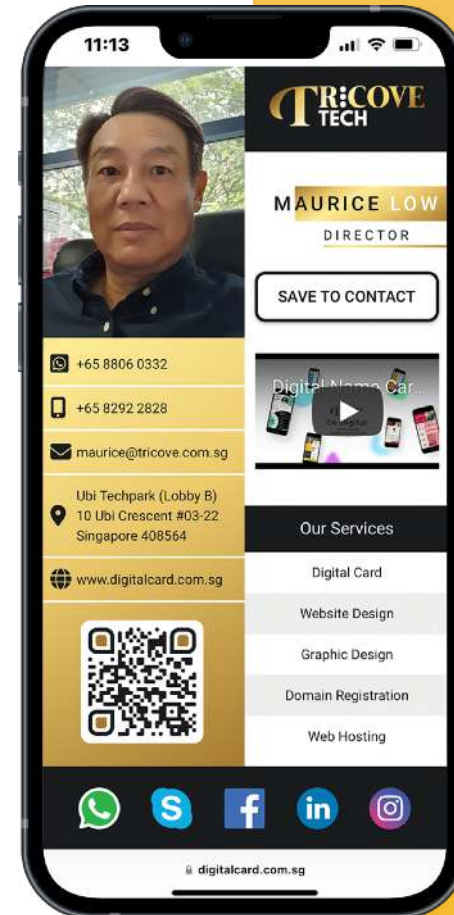 11:13
TRICOVE
TECH
MAURICE LOW
DIRECTOR
SAVE TO CONTACT
+65 8806 0332
+65 8292 2828
maurice@tricove.com.sg
Ubi Techpark (Lobby B)
10 Ubi Crescent #03-22
Singapore 408564
www.digitalcard.com.sg
Digital Name Car...
Our Services
Digital Card
Website Design
Graphic Design
Domain Registration
Web Hosting
digitalcard.com.sg